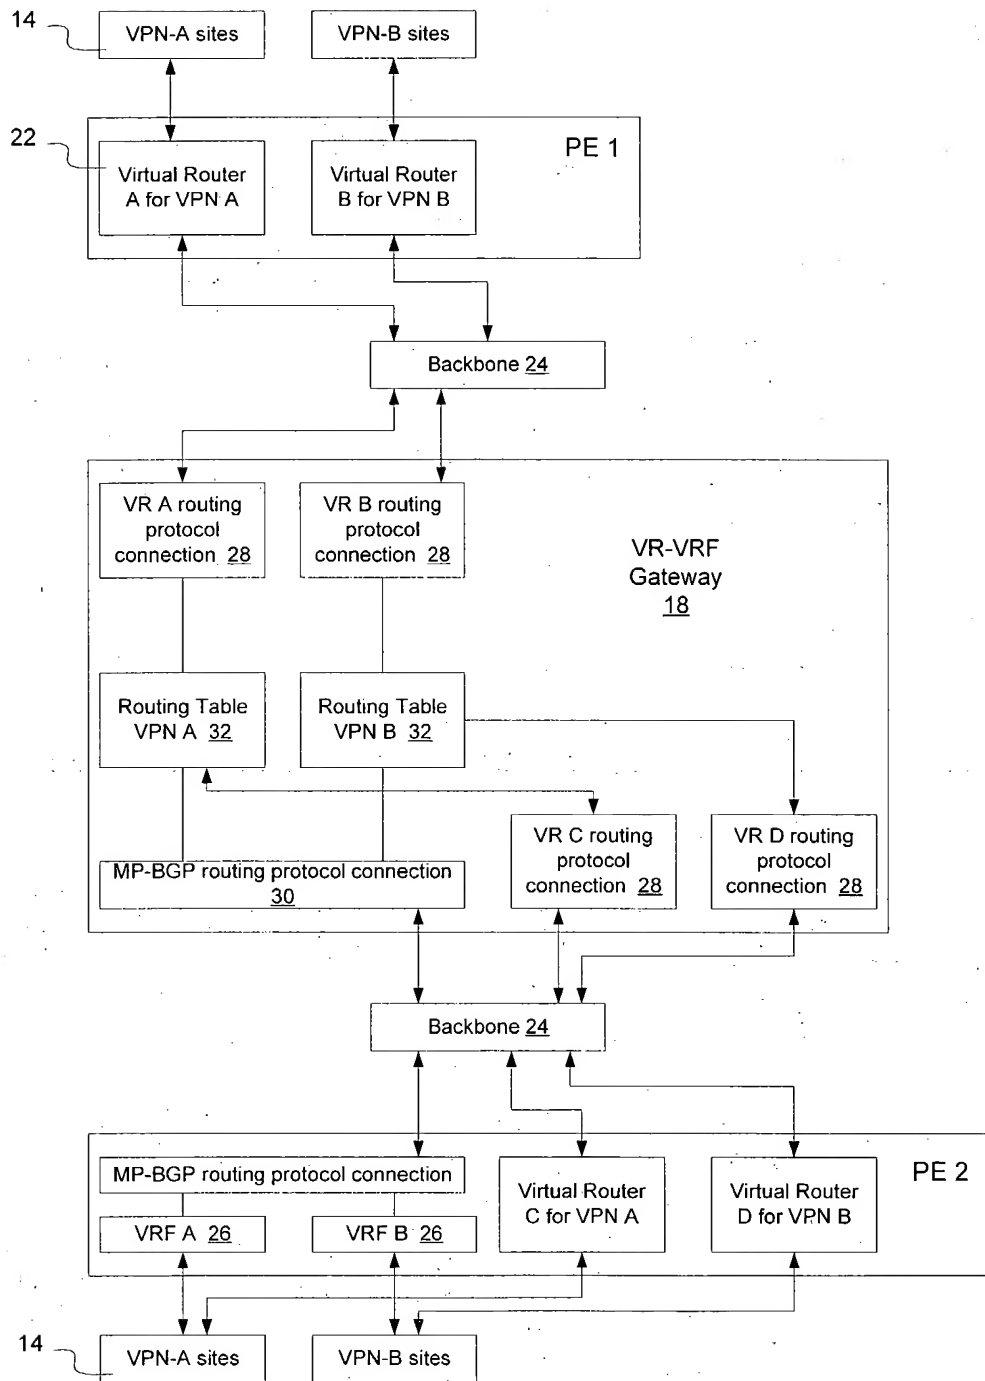 14
VPN-A sites
VPN-B sites
22
PE 1
Virtual Router
A for VPN A
Virtual Router
B for VPN B
Backbone 24
VR A routing
protocol
connection 28
VR B routing
protocol
connection 28
VR-VRF
Gateway
18
Routing Table
VPN A 32
Routing Table
VPN B 32
VR C routing
protocol
connection 28
VR D routing
protocol
connection 28
MP-BGP routing protocol connection
30
Backbone 24
MP-BGP routing protocol connection
PE 2
Virtual Router
C for VPN A
Virtual Router
D for VPN B
VRF A 26
VRF B 26
14
VPN-A sites
VPN-B sites